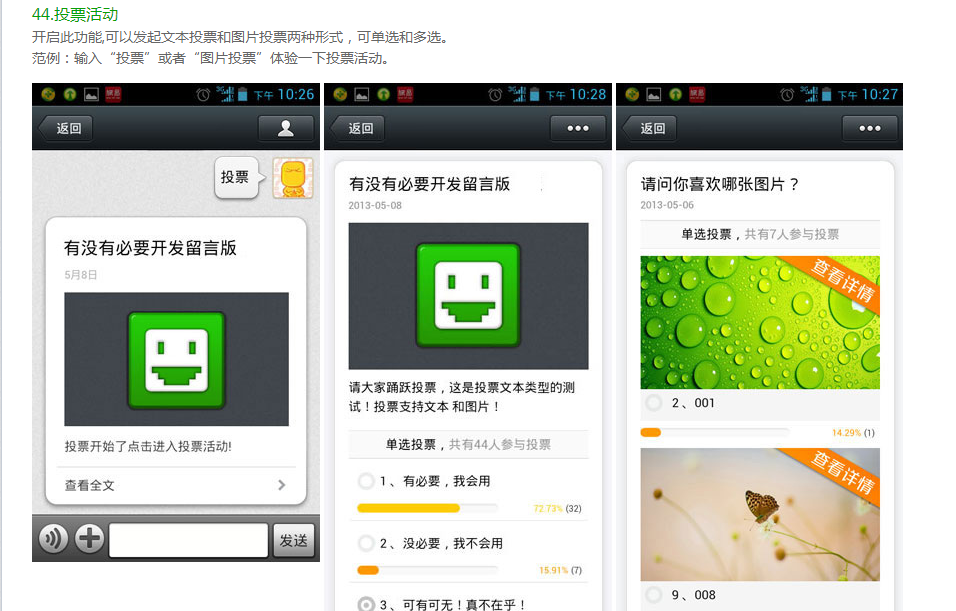 44.投票活动
开启此功能,可以发起文本投票和图片投票两种形式，可单选和多选。
范例：输入“投票”或者“图片投票”体验一下投票活动。
3G 下午 10:26
返回
投票
有没有必要开发留言版
5月8日
投票开始了点击进入投票活动!
查看全文
发送
3G 下午 10:28
返回
有没有必要开发留言版
2013-05-08
请大家踊跃投票，这是投票文本类型的测
试！投票支持文本 和图片！
单选投票，共有44人参与投票
1、有必要，我会用
72.73% (32)
2、没必要，我不会用
15.91% (7)
3、可有可无！真不在乎！
3G 下午 10:27
返回
请问你喜欢哪张图片？
2013-05-06
单选投票，共有7人参与投票
查看详情
2、001
14.29% (1)
查看详情
9、008